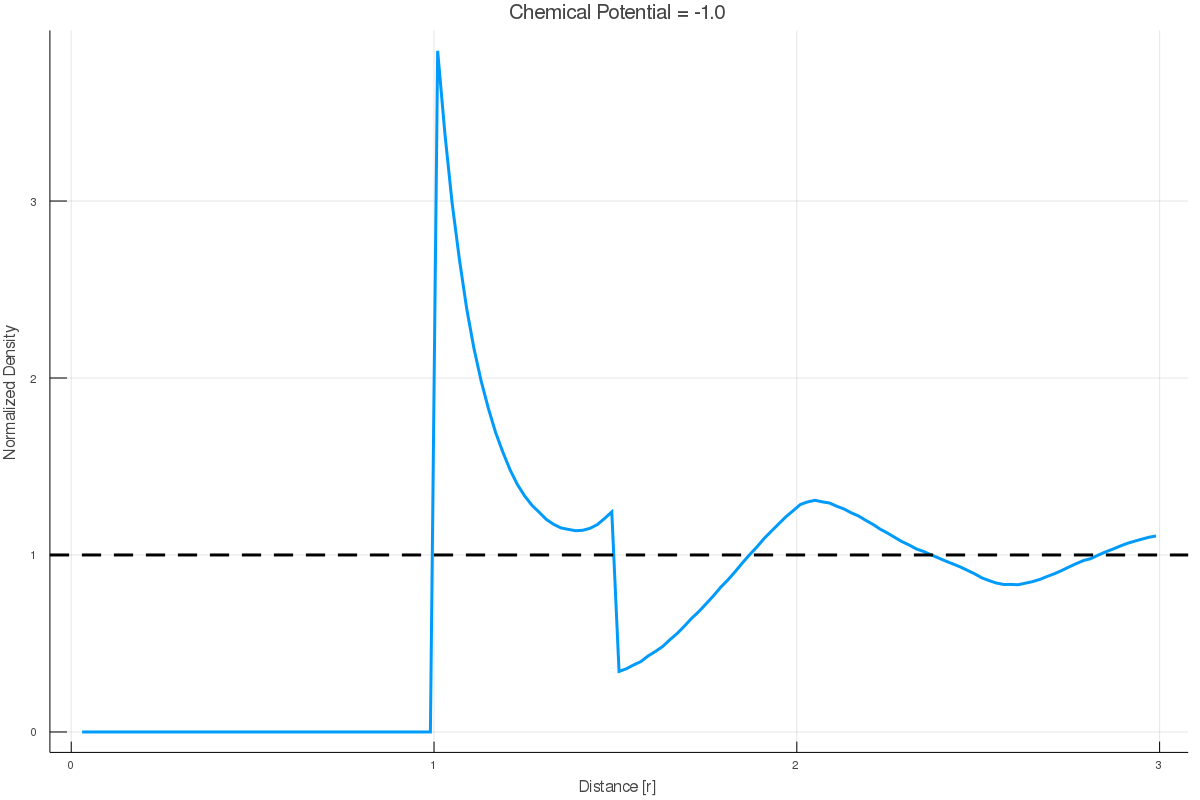 Chemical Potential = -1.0
Normalized Density
3
2
1
0
0
1
2
3
Distance [r]